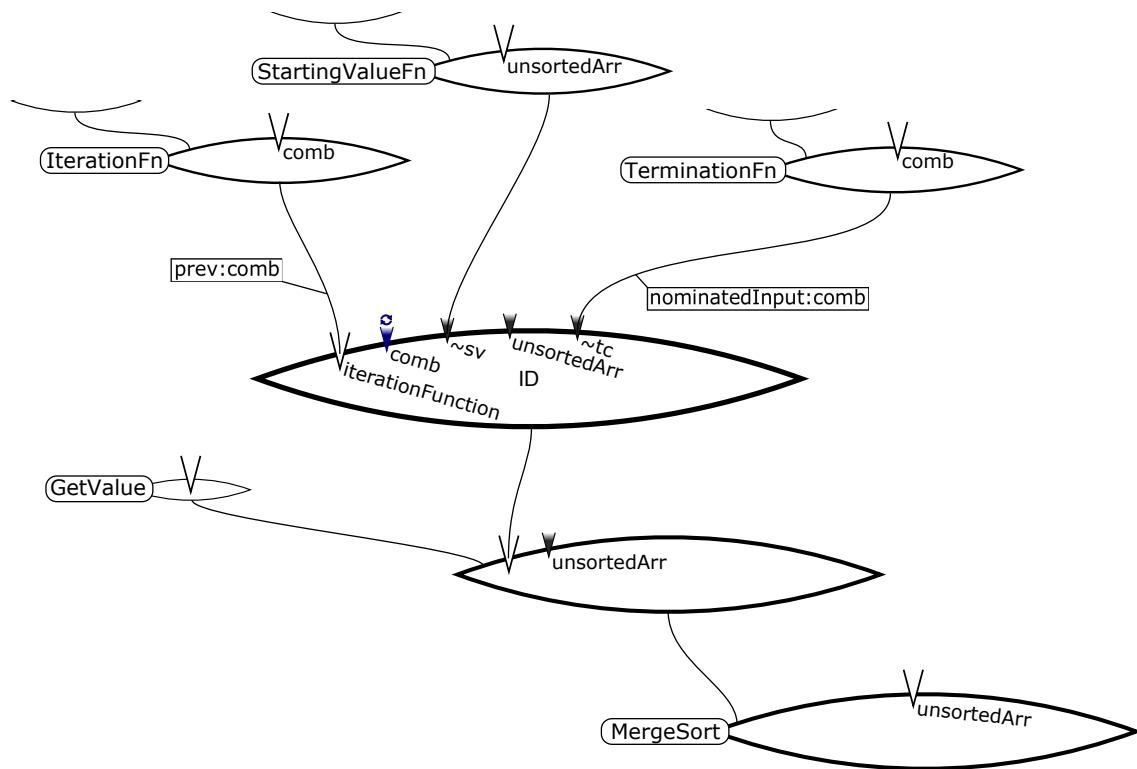 StartingValueFn
unsortedArr
IterationFn
comb
TerminationFn
comb
prev:comb
nominatedInput:comb
iterationFunction
comb
~sv
unsortedArr
~tc
ID
GetValue
unsortedArr
MergeSort
unsortedArr